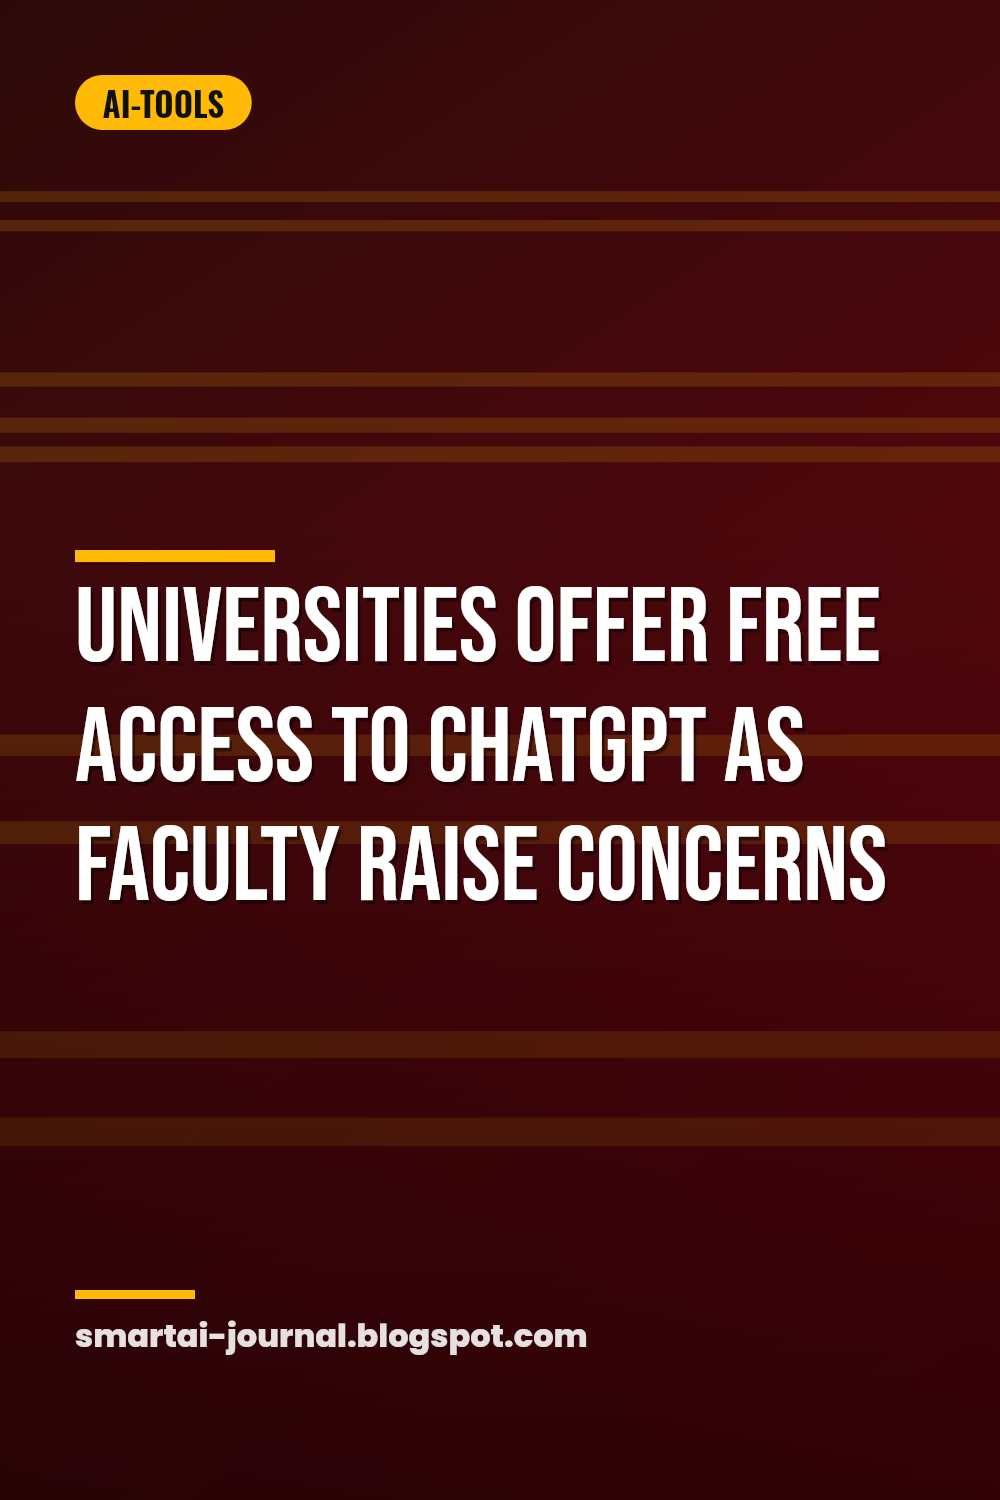 AI-TOOLS
UNIVERSITIES OFFER FREE
ACCESS TO CHATGPT AS
FACULTY RAISE CONCERNS
smartai-journal.blogspot.com